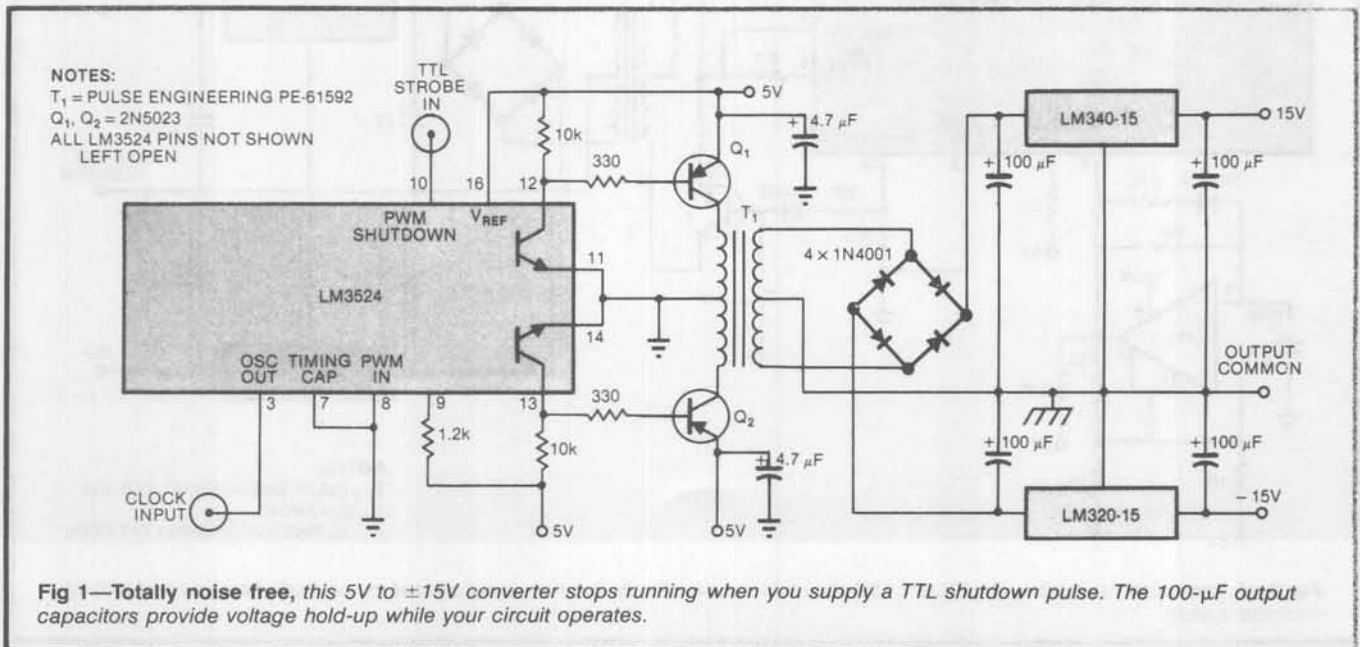 NOTES:
T₁ = PULSE ENGINEERING PE-61592
Q₁, Q₂ = 2N5023
ALL LM3524 PINS NOT SHOWN
LEFT OPEN
TTL
STROBE
IN
5V
10k
+ 4.7 µF
Q₁
330
10
16
12
PWM
SHUTDOWN
V_REF
11
LM3524
14
OSC
OUT
TIMING
CAP
PWM
IN
3
7
8
9
13
1.2k
10k
330
Q₂
+ 4.7 µF
CLOCK
INPUT
5V
5V
T₁
4 × 1N4001
LM340-15
15V
+ 100 µF
+ 100 µF
OUTPUT
COMMON
+ 100 µF
+ 100 µF
LM320-15
– 15V
Fig 1—Totally noise free, this 5V to ±15V converter stops running when you supply a TTL shutdown pulse. The 100-µF output
capacitors provide voltage hold-up while your circuit operates.